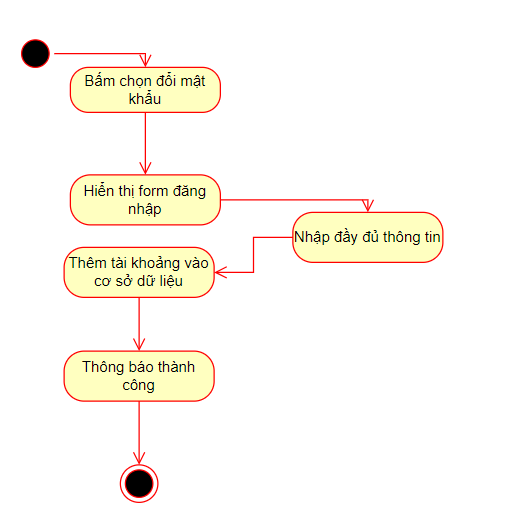 Bấm chọn đổi mật
khẩu
Hiển thị form đăng
nhập
Nhập đầy đủ thông tin
Thêm tài khoảng vào
cơ sở dữ liệu
Thông báo thành
công